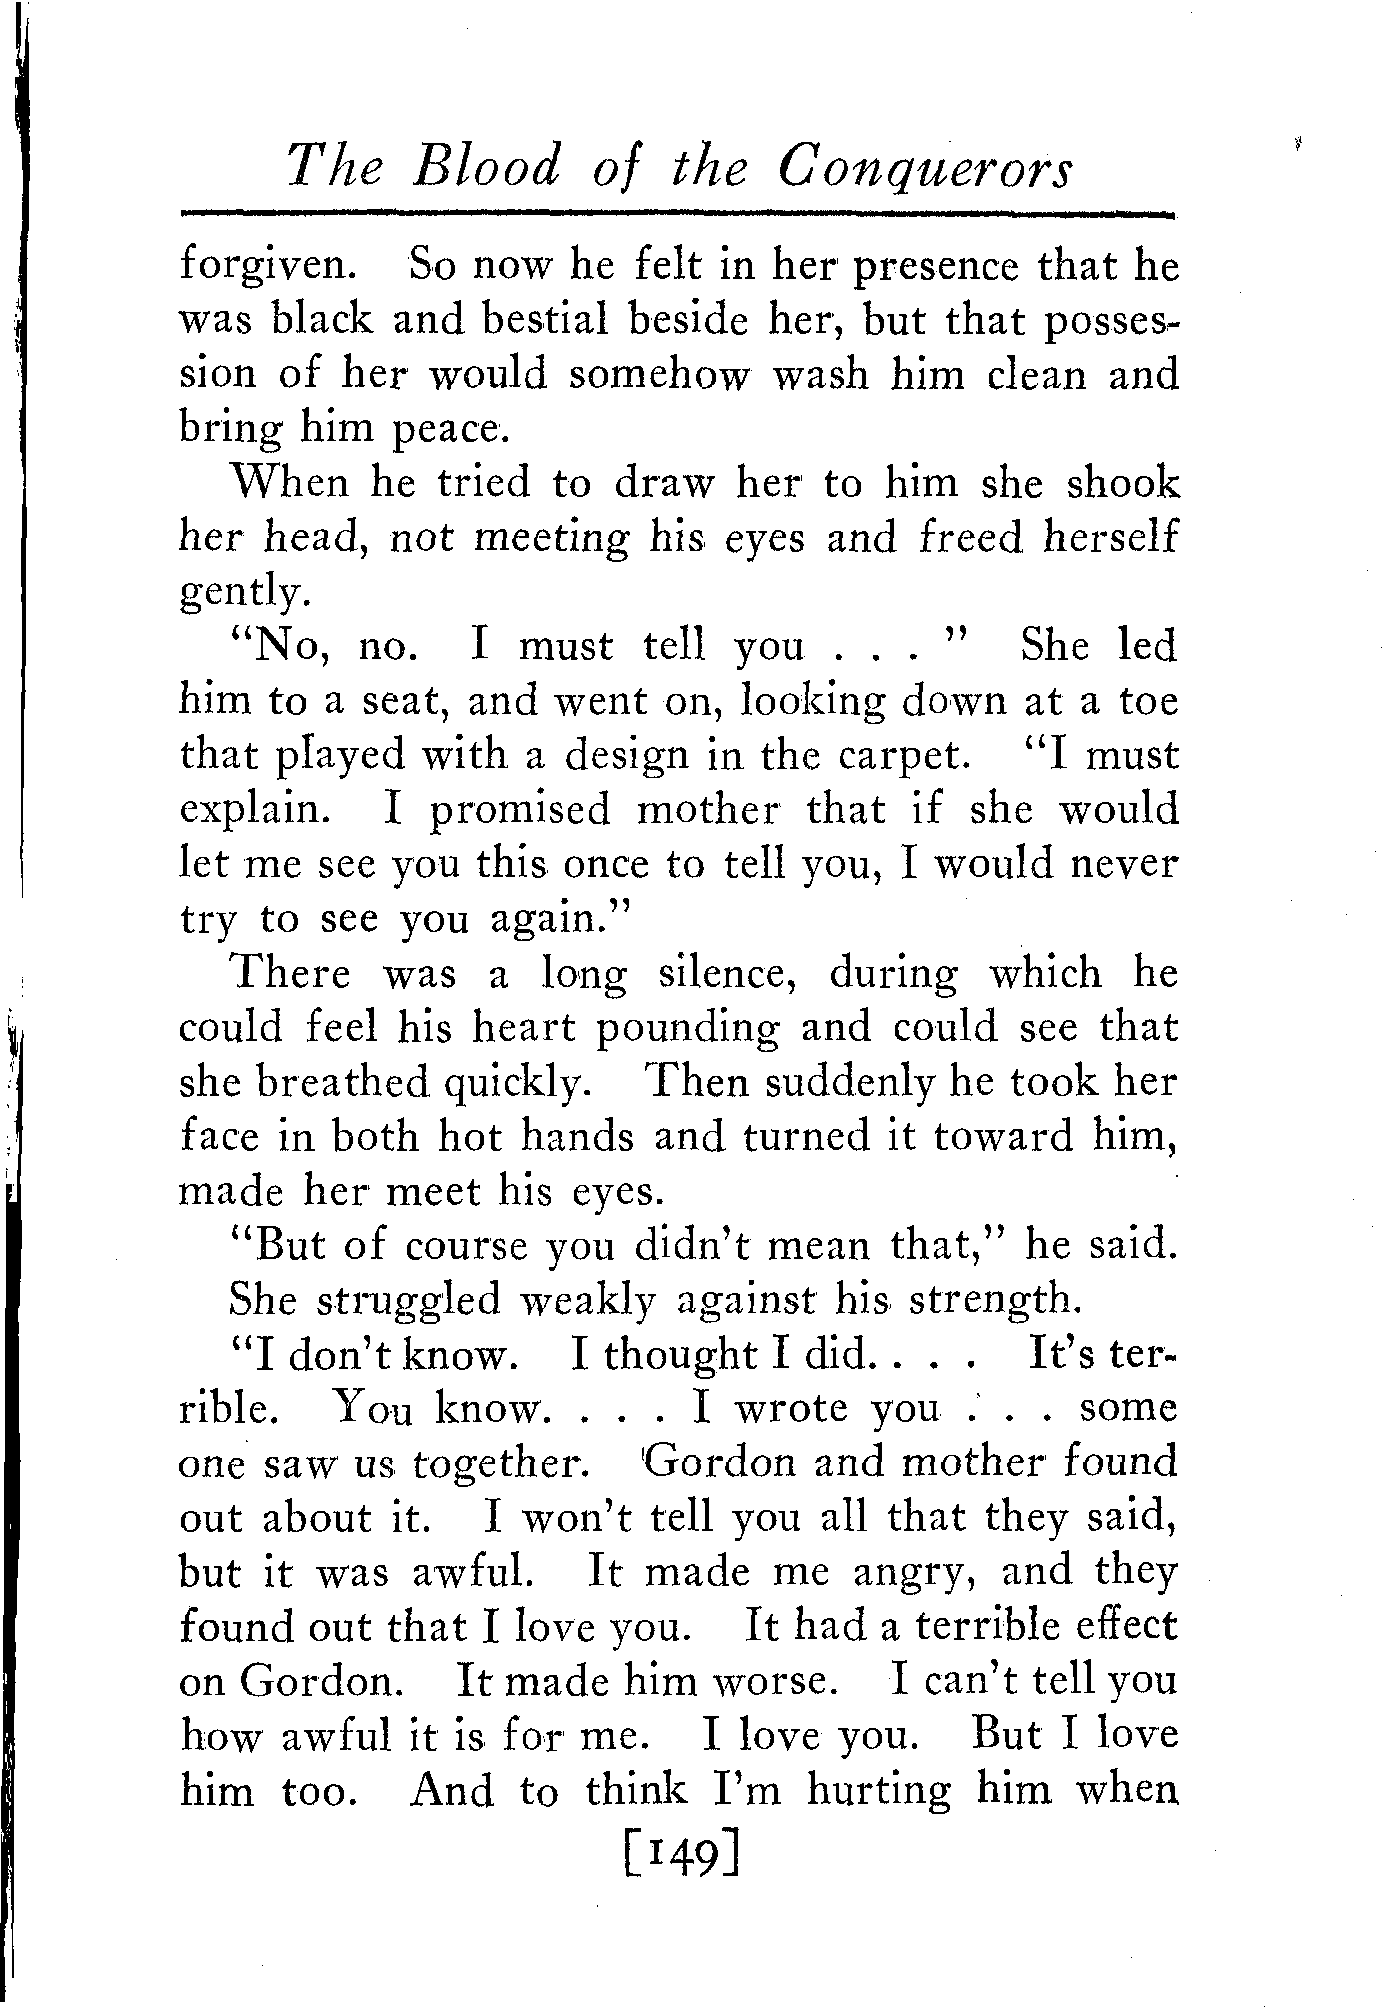 The Blood of the Conquerors
forgiven. So now he felt in her presence that he
was black and bestial beside her, but that posses-
sion of her would somehow wash him clean and
bring him peace.
When he tried to draw her to him she shook
her head, not meeting his eyes and freed herself
gently.
"No, no. I must tell you . . . " She led
him to a seat, and went on, looking down at a toe
that played with a design in the carpet. "I must
explain. I promised mother that if she would
let me see you this once to tell you, I would never
try to see you again."
There was a long silence, during which he
could feel his heart pounding and could see that
she breathed quickly. Then suddenly he took her
face in both hot hands and turned it toward him,
made her meet his eyes.
"But of course you didn't mean that," he said.
She struggled weakly against his strength.
"I don't know. I thought I did. . . . It's ter-
rible. You know. . . . I wrote you . . . some
one saw us together. Gordon and mother found
out about it. I won't tell you all that they said,
but it was awful. It made me angry, and they
found out that I love you. It had a terrible effect
on Gordon. It made him worse. I can't tell you
how awful it is for me. I love you. But I love
him too. And to think I'm hurting him when
[149]